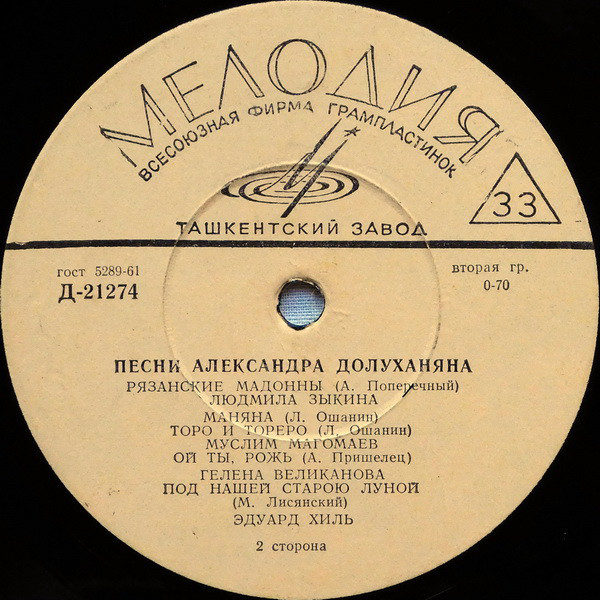 МЕЛОДИЯ
ВСЕСОЮЗНАЯ ФИРМА ГРАМПЛАСТИНОК
33
ТАШКЕНТСКИЙ ЗАВОД
гост 5289-61
Д-21274
вторая гр.
0-70
ПЕСНИ АЛЕКСАНДРА ДОЛУХАНЯНА
РЯЗАНСКИЕ МАДОННЫ (А. Поперечный)
ЛЮДМИЛА ЗЫКИНА
МАНЯНА (Л. Ошанин)
ТОРО И ТОРЕРО (Л. Ошанин)
МУСЛИМ МАГОМАЕВ
ОЙ ТЫ, РОЖЬ (А. Пришелец)
ГЕЛЕНА ВЕЛИКАНОВА
ПОД НАШЕЙ СТАРОЮ ЛУНОЙ
(М. Лисянский)
ЭДУАРД ХИЛЬ
2 сторона